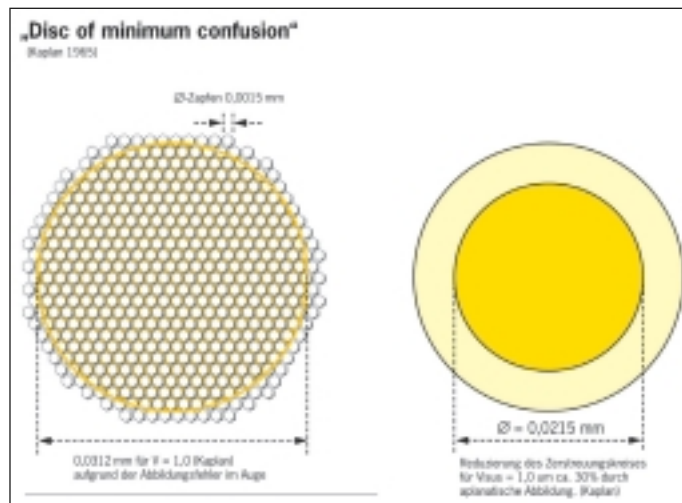 „Disc of minimum confusion“
(Kaplan 1965)
Ø-Zapfen 0,0015 mm
Ø = 0,0215 mm
0,0312 mm für V = 1,0 (Kaplan)
aufgrund der Abbildungsfehler im Auge
Reduzierung des Zerstreuungskreises
für Visus = 1,0 um ca. 30% durch
aplanatische Abbildung. (Kaplan)